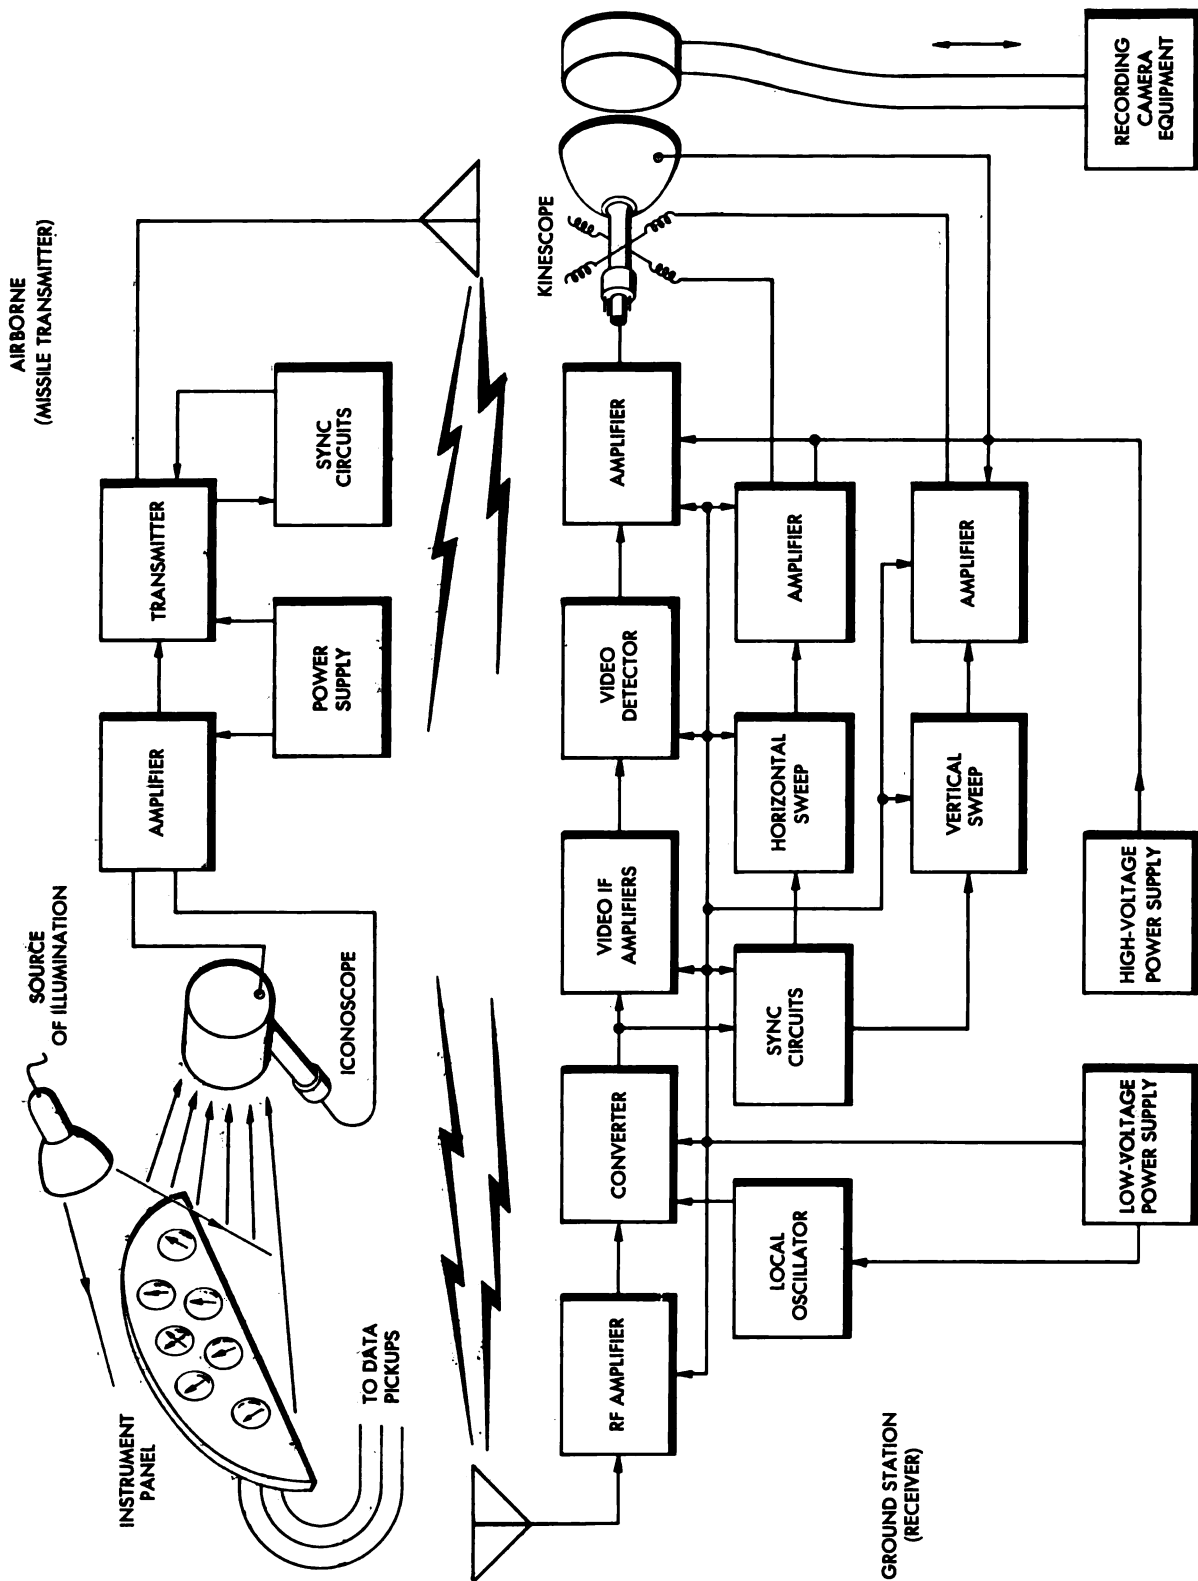 AIRBORNE
(MISSILE TRANSMITTER)
SOURCE
OF ILLUMINATION
INSTRUMENT
PANEL
TO DATA
PICKUPS
ICONOSCOPE
AMPLIFIER
POWER
SUPPLY
TRANSMITTER
SYNC
CIRCUITS
RF AMPLIFIER
CONVERTER
VIDEO IF
AMPLIFIERS
VIDEO
DETECTOR
AMPLIFIER
KINESCOPE
LOCAL
OSCILLATOR
SYNC
CIRCUITS
HORIZONTAL
SWEEP
AMPLIFIER
VERTICAL
SWEEP
AMPLIFIER
LOW-VOLTAGE
POWER SUPPLY
HIGH-VOLTAGE
POWER SUPPLY
RECORDING
CAMERA
EQUIPMENT
GROUND STATION
(RECEIVER)